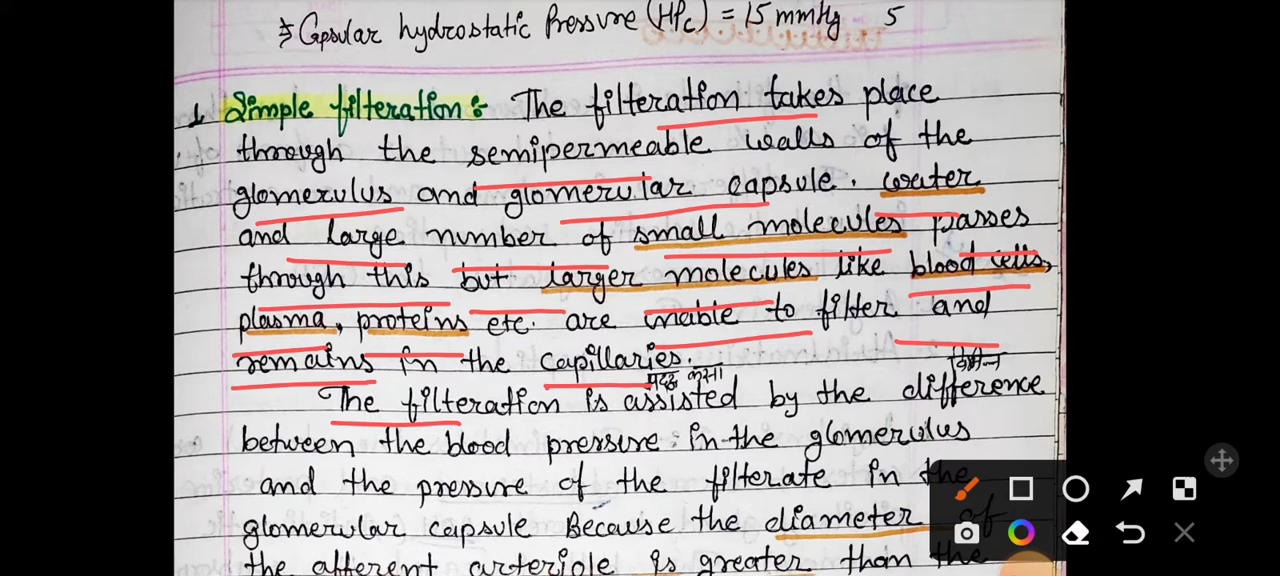 ⇒ Capsular hydrostatic Pressure (HPc) = 15 mmHg 5
1. Simple filteration :- The filteration takes place
through the semipermeable walls of the
glomerulus and glomerular capsule. water
and large number of small molecules passes
through this but larger molecules like blood cells,
plasma, proteins etc. are unable to filter and
remains in the capillaries.
मदद करना
The filteration is assisted by the difference
between the blood pressure in the glomerulus
and the pressure of the filterate in the
glomerular capsule Because the diameter of
the afferent arteriole is greater than the